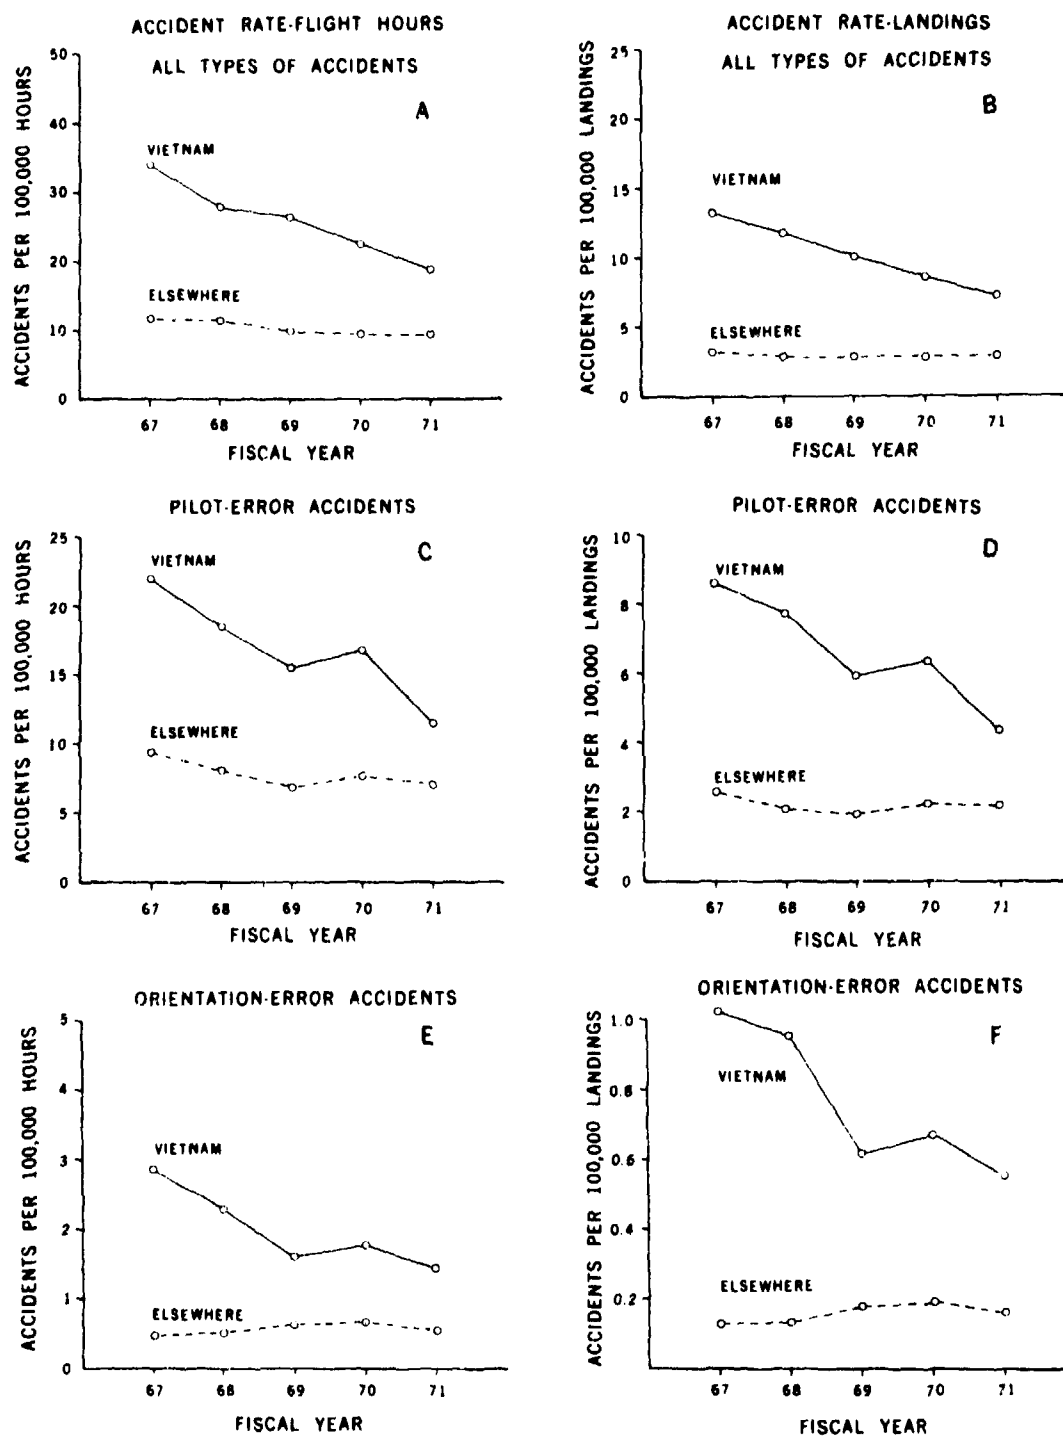 ACCIDENT RATE-FLIGHT HOURS
ALL TYPES OF ACCIDENTS
A
ACCIDENTS PER 100,000 HOURS
50
40
30
20
10
0
VIETNAM
ELSEWHERE
67 68 69 70 71
FISCAL YEAR
ACCIDENT RATE-LANDINGS
ALL TYPES OF ACCIDENTS
B
ACCIDENTS PER 100,000 LANDINGS
25
20
15
10
5
0
VIETNAM
ELSEWHERE
67 68 69 70 71
FISCAL YEAR
PILOT-ERROR ACCIDENTS
C
ACCIDENTS PER 100,000 HOURS
25
20
15
10
5
0
VIETNAM
ELSEWHERE
67 68 69 70 71
FISCAL YEAR
PILOT-ERROR ACCIDENTS
D
ACCIDENTS PER 100,000 LANDINGS
10
8
6
4
2
0
VIETNAM
ELSEWHERE
67 68 69 70 71
FISCAL YEAR
ORIENTATION-ERROR ACCIDENTS
E
ACCIDENTS PER 100,000 HOURS
5
4
3
2
1
0
VIETNAM
ELSEWHERE
67 68 69 70 71
FISCAL YEAR
ORIENTATION-ERROR ACCIDENTS
F
ACCIDENTS PER 100,000 LANDINGS
1.0
0.8
0.6
0.4
0.2
VIETNAM
ELSEWHERE
67 68 69 70 71
FISCAL YEAR